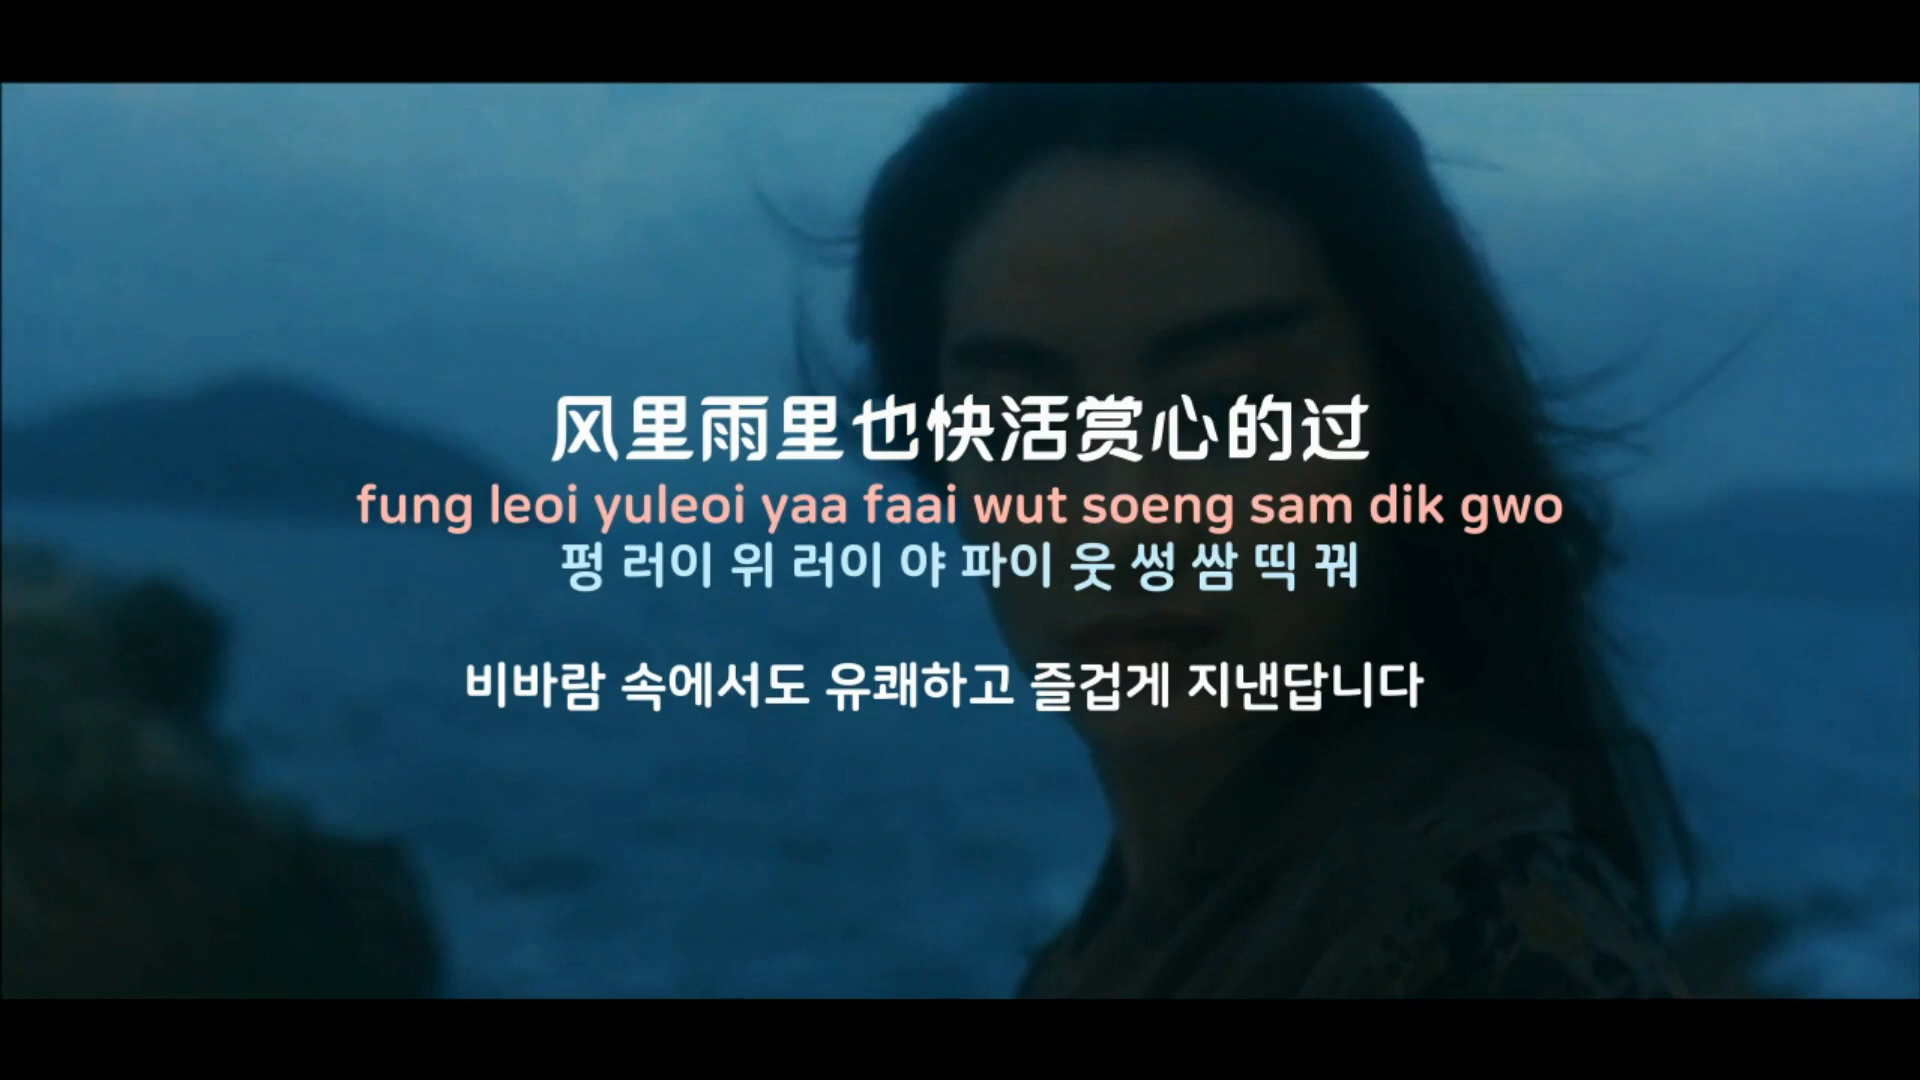 风里雨里也快活赏心的过
fung leoi yuleoi yaa faai wut soeng sam dik gwo
펑 러이 위 러이 야 파이 웃 썽 쌈 띡 꿔
비바람 속에서도 유쾌하고 즐겁게 지낸답니다